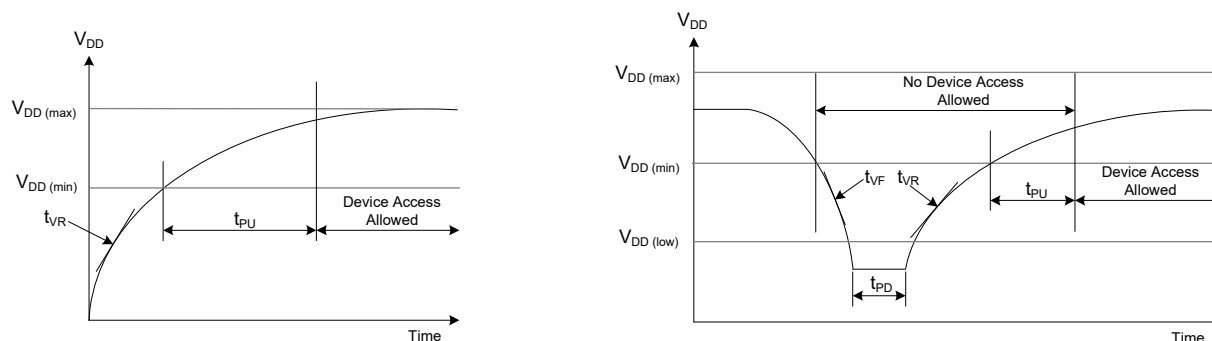 VDD
VDD (max)
VDD (min)
tVR
tPU
Device Access
Allowed
Time
VDD
VDD (max)
No Device Access
Allowed
VDD (min)
tVF
tVR
tPU
Device Access
Allowed
VDD (low)
tPD
Time